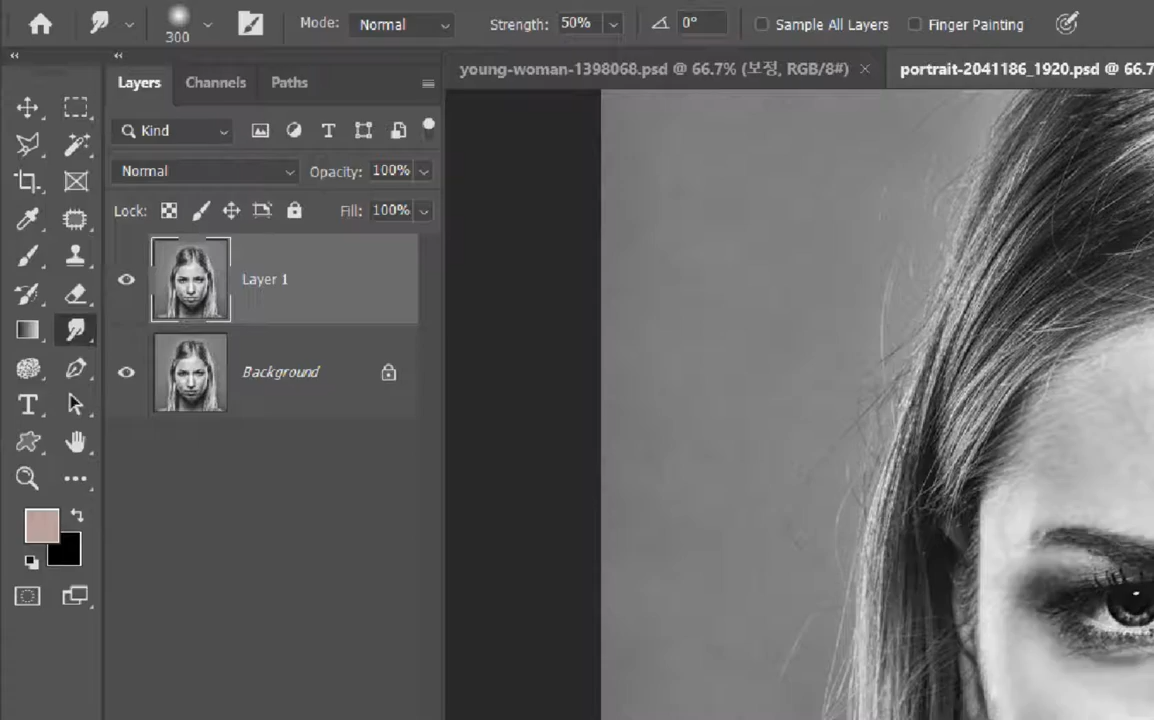 300
Mode: Normal
Strength: 50%
0°
Sample All Layers
Finger Painting
Layers
Channels
Paths
young-woman-1398068.psd @ 66.7% (보정, RGB/8#) ×
portrait-2041186_1920.psd @ 66.7
Kind
Normal
Opacity: 100%
Lock:
Fill: 100%
Layer 1
Background